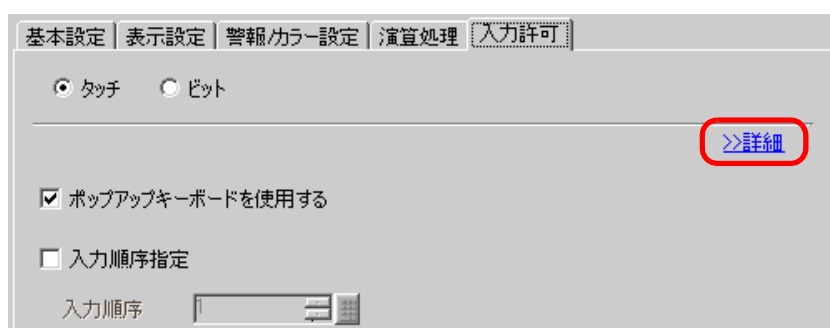 基本設定 表示設定 警報/カラー設定 演算処理 入力許可
タッチ ビット
>>詳細
ポップアップキーボードを使用する
入力順序指定
入力順序 1